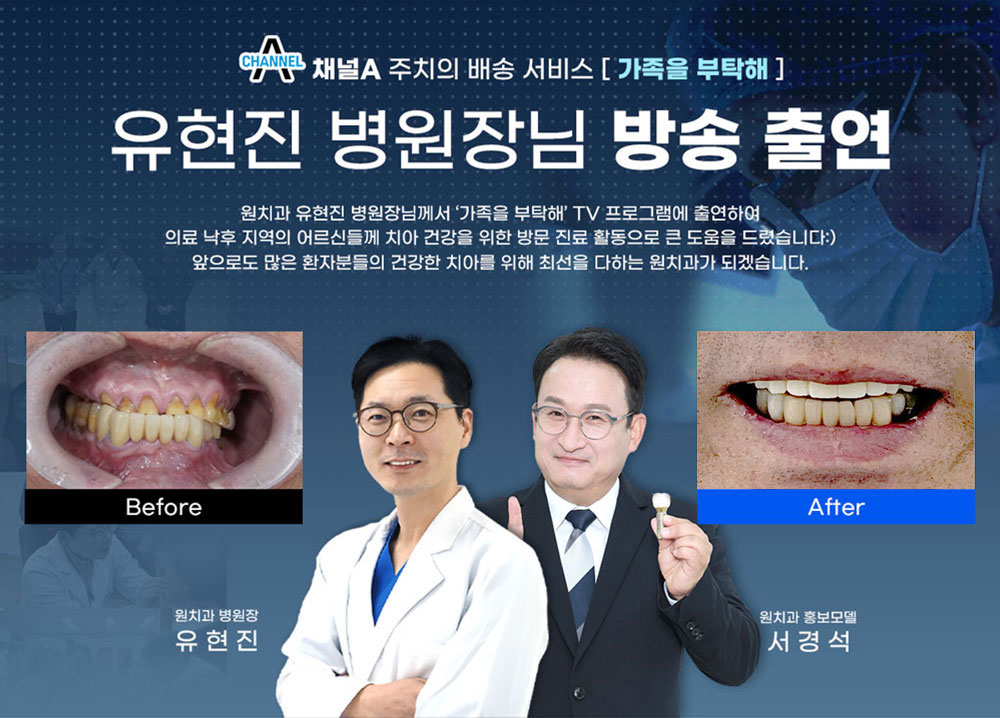 CHANNEL A 채널A 주치의 배송 서비스 [ 가족을 부탁해 ]
유현진 병원장님 방송 출연
원치과 유현진 병원장님께서 ‘가족을 부탁해’ TV 프로그램에 출연하여
의료 낙후 지역의 어르신들께 치아 건강을 위한 방문 진료 활동으로 큰 도움을 드렸습니다:)
앞으로도 많은 환자분들의 건강한 치아를 위해 최선을 다하는 원치과가 되겠습니다.
Before
After
원치과 병원장
유현진
원치과 홍보모델
서경석